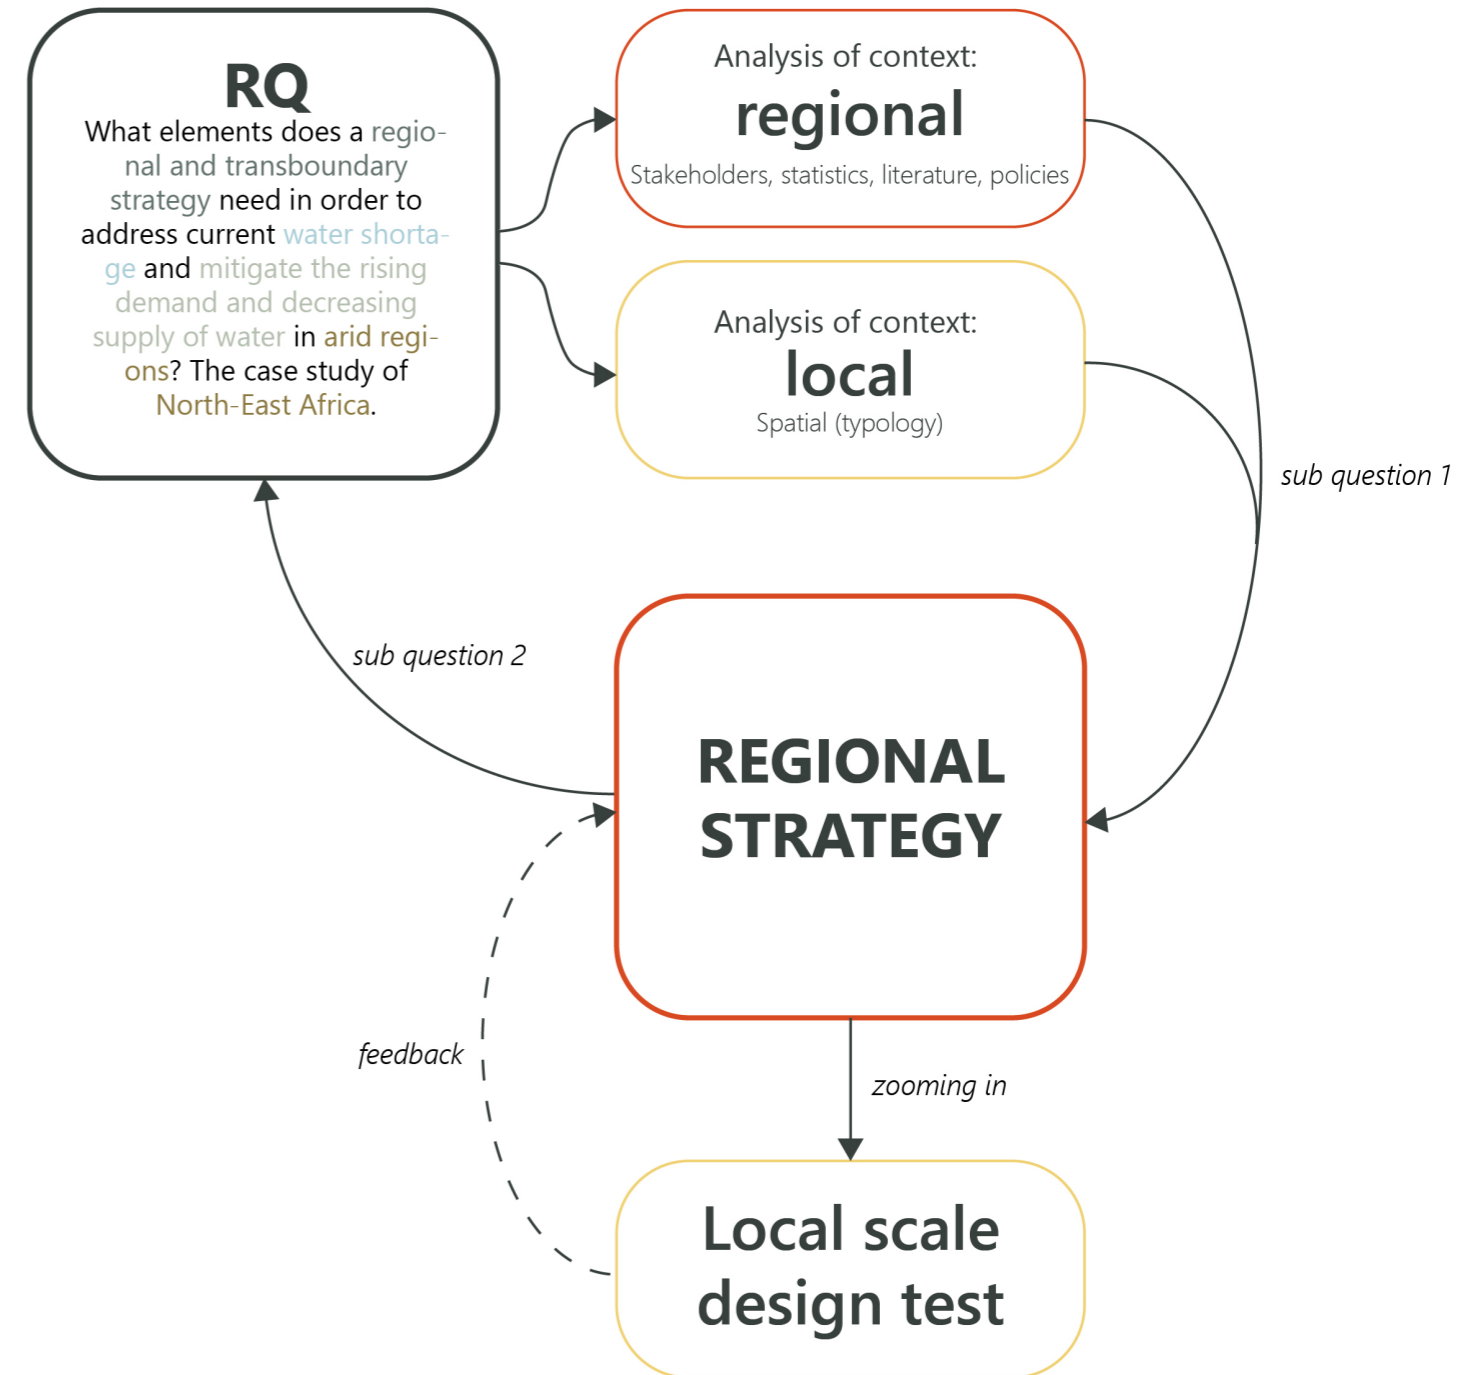 RQ
What elements does a regio-
nal and transboundary
strategy need in order to
address current water shorta-
ge and mitigate the rising
demand and decreasing
supply of water in arid regi-
ons? The case study of
North-East Africa.
Analysis of context:
regional
Stakeholders, statistics, literature, policies
Analysis of context:
local
Spatial (typology)
sub question 1
sub question 2
REGIONAL
STRATEGY
feedback
zooming in
Local scale
design test